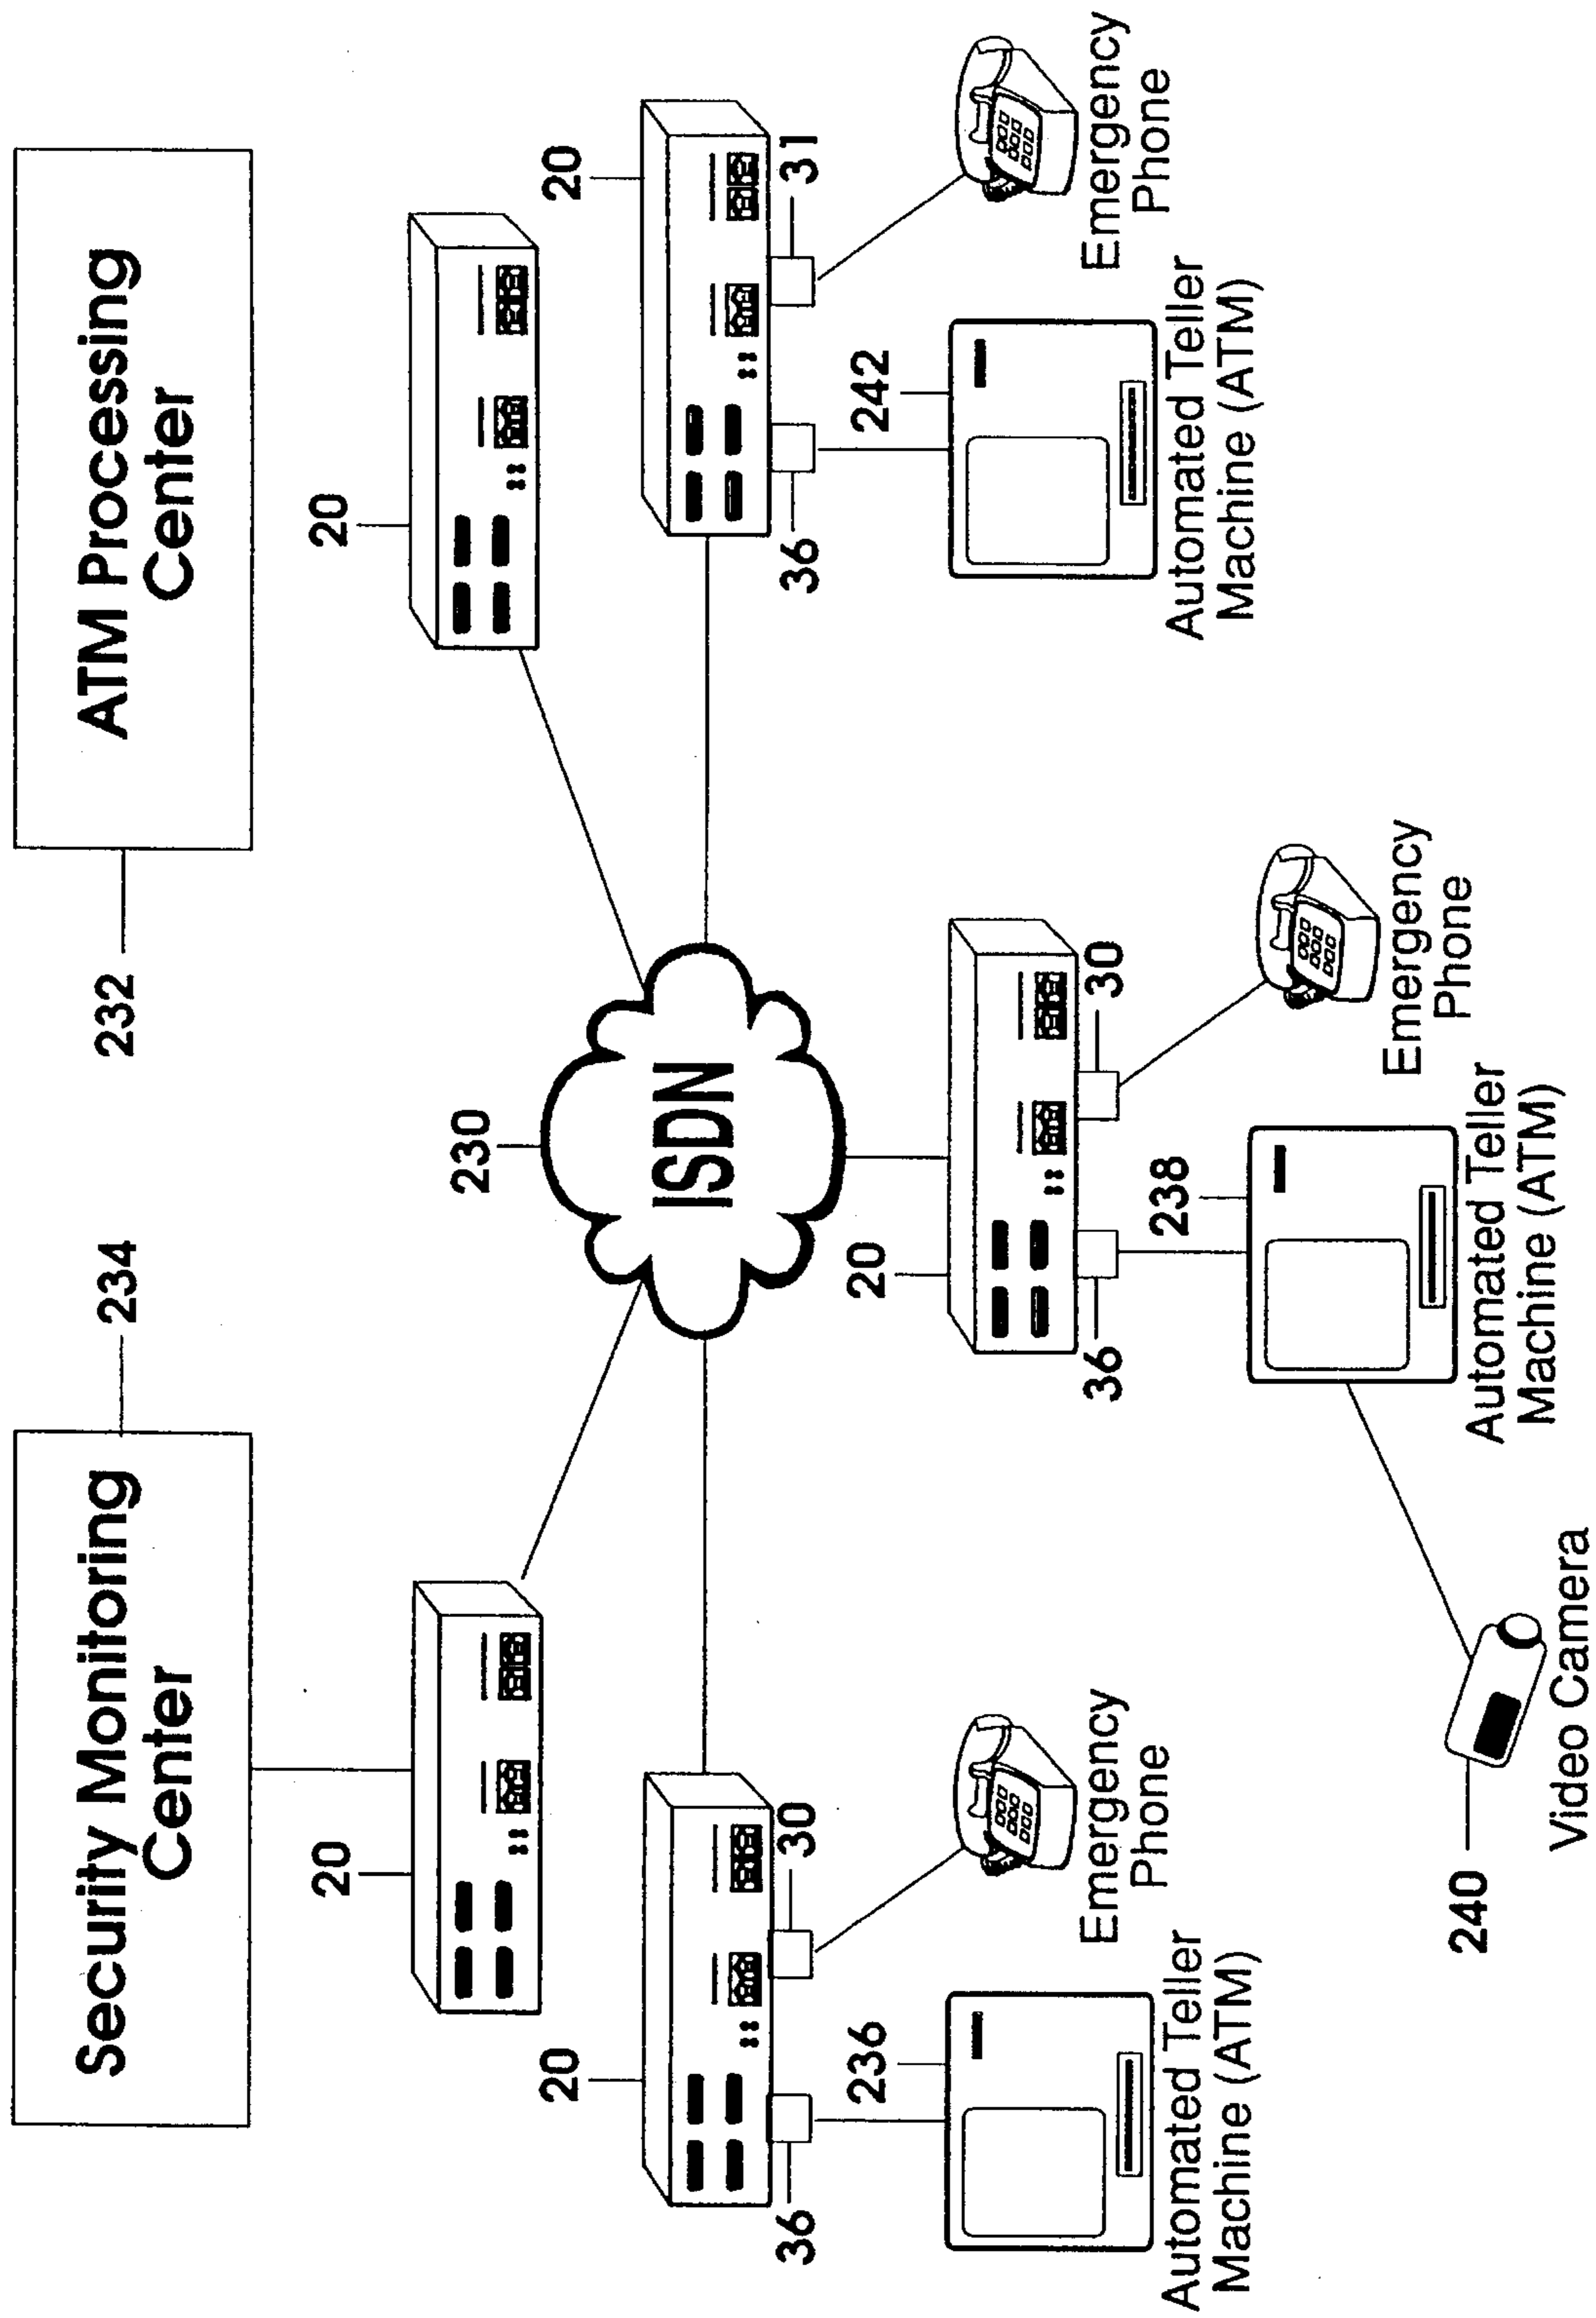 Security Monitoring
Center
234
ATM Processing
Center
232
20
20
230
ISDN
20
36
30
236
Automated Teller
Machine (ATM)
Emergency
Phone
20
36
30
238
Automated Teller
Machine (ATM)
Emergency
Phone
240
Video Camera
20
36
31
242
Automated Teller
Machine (ATM)
Emergency
Phone